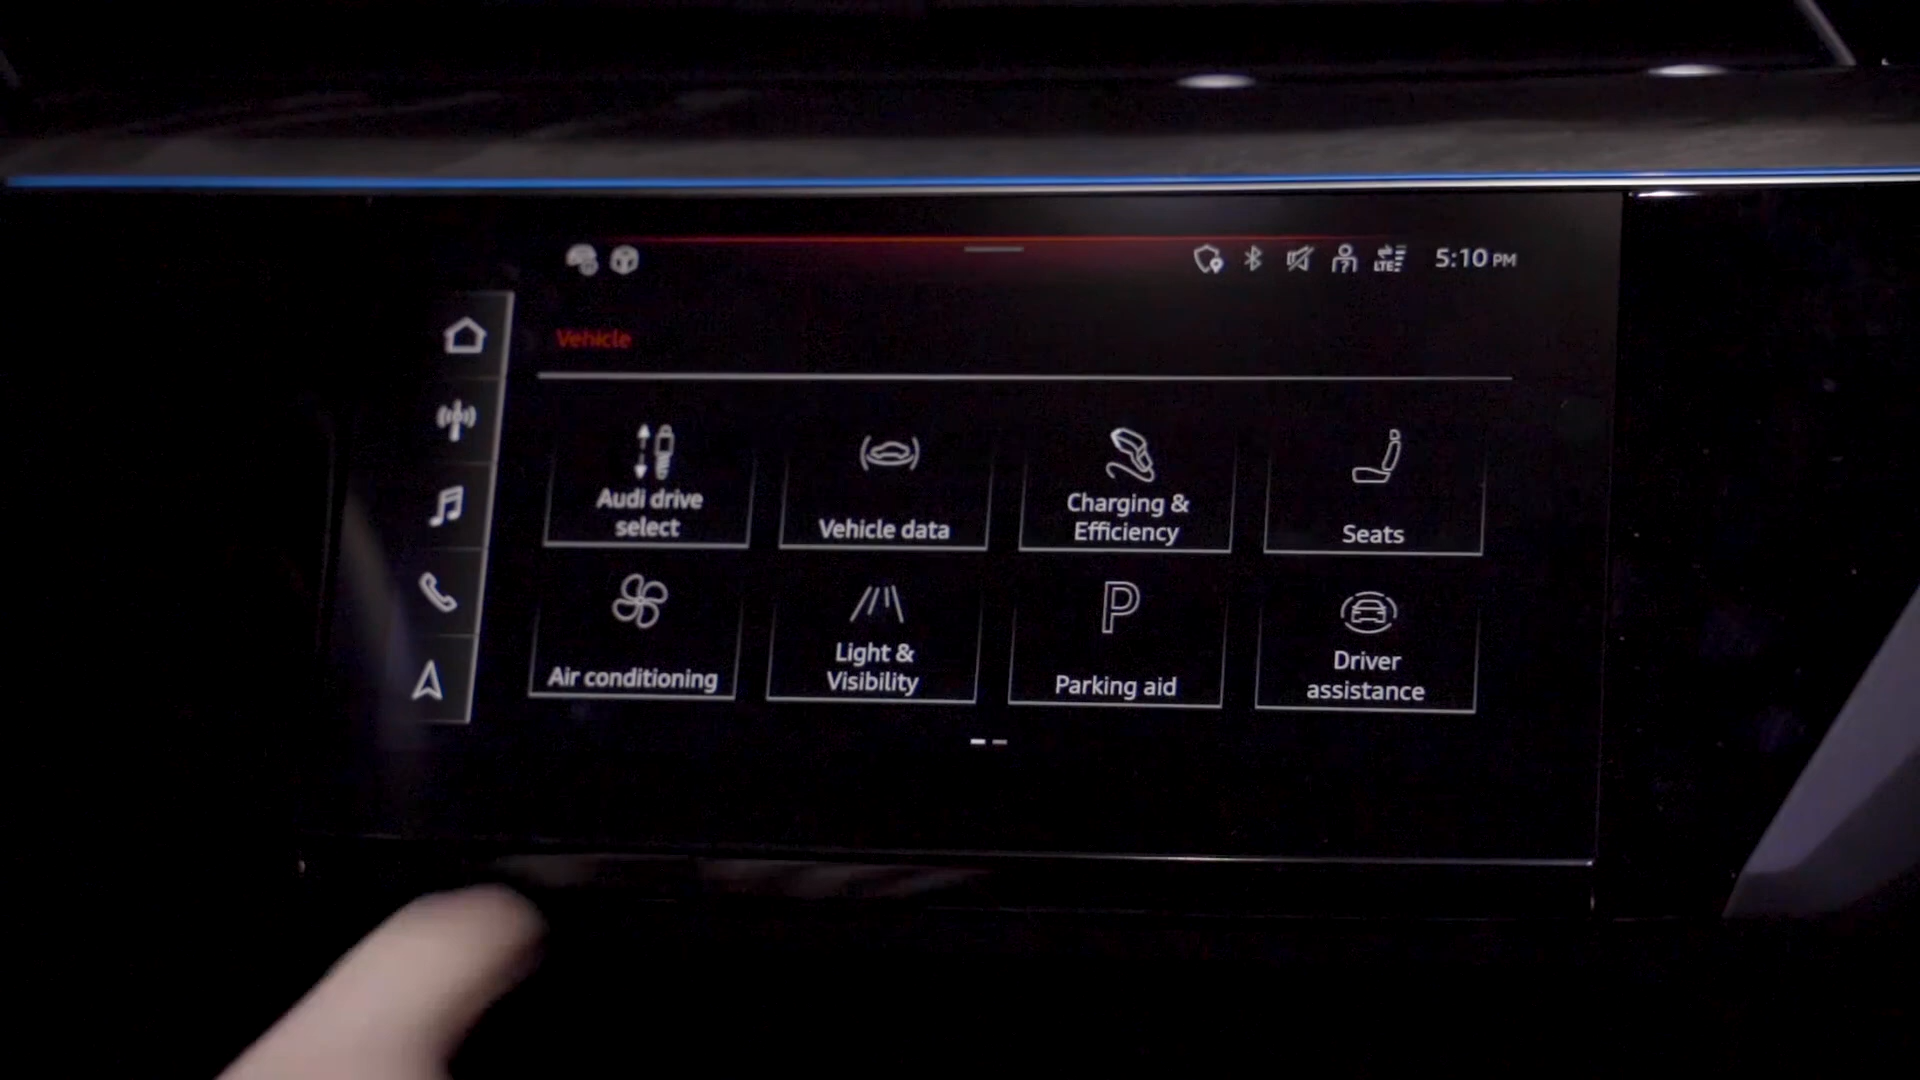 LTE
5:10 PM
Vehicle
Audi drive
select
Vehicle data
Charging &
Efficiency
Seats
Air conditioning
Light &
Visibility
P
Parking aid
Driver
assistance